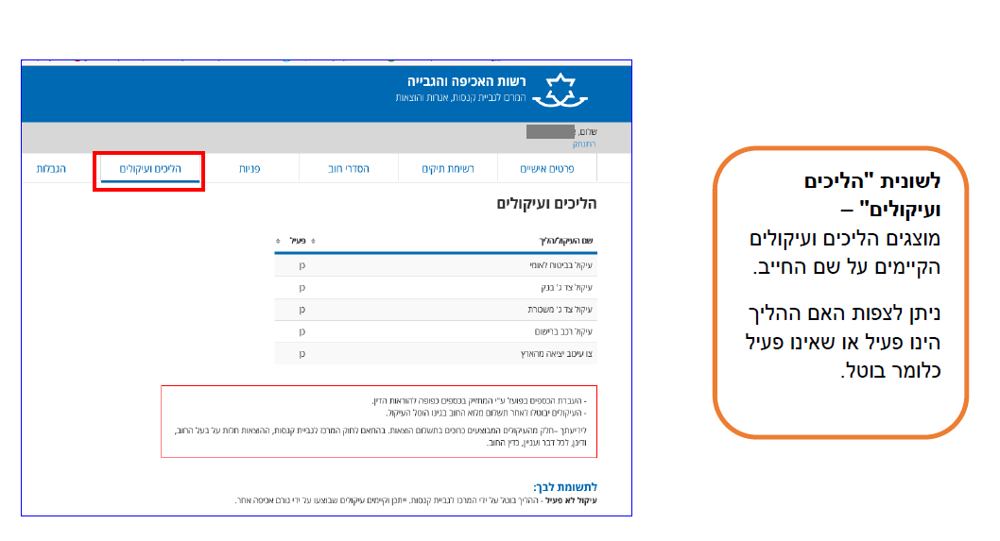 רשות האכיפה והגבייה
המרכז לגביית קנסות, אגרות והוצאות
שלום,
התנתק
פרטים אישיים
רשימת תיקים
הסדרי חוב
פניות
הליכים ועיקולים
הגבלות
הליכים ועיקולים
שם העיקול/הליך
פעיל
עיקול בביטוח לאומי
כן
עיקול צד ג' בנק
כן
עיקול צד ג' משכורת
כן
עיקול רכב ברישום
כן
צו עיכוב יציאה מהארץ
כן
- העברת הכספים בפועל ע"י המחזיק בכספים כפופה להוראות הדין.
- העיקולים יבוטלו לאחר תשלום מלוא החוב בגינו הוטל העיקול.
לידיעתך –חלק מהעיקולים המבוצעים כרוכים בתשלום הוצאות. בהתאם לחוק המרכז לגביית קנסות, ההוצאות חלות על בעל החוב,
ודינן, לכל דבר ועניין, כדין החוב.
לתשומת לבך:
עיקול לא פעיל - ההליך בוטל על ידי המרכז לגביית קנסות. ייתכן וקיימים עיקולים שבוצעו על ידי גורם אכיפה אחר.
לשונית "הליכים
ועיקולים" –
מוצגים הליכים ועיקולים
הקיימים על שם החייב.
ניתן לצפות האם ההליך
הינו פעיל או שאינו פעיל
כלומר בוטל.